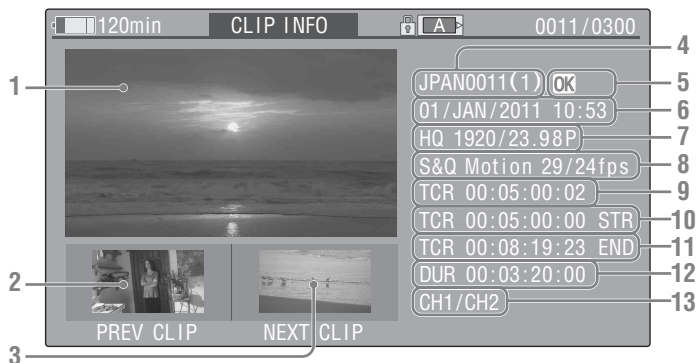 120min CLIP INFO A 0011/0300
4
1 JPAN0011(1) OK 5
01/JAN/2011 10:53 6
HQ 1920/23.98P 7
S&Q Motion 29/24fps 8
TCR 00:05:00:02 9
TCR 00:05:00:00 STR 10
TCR 00:08:19:23 END 11
2 DUR 00:03:20:00 12
CH1/CH2 13
PREV CLIP NEXT CLIP
3